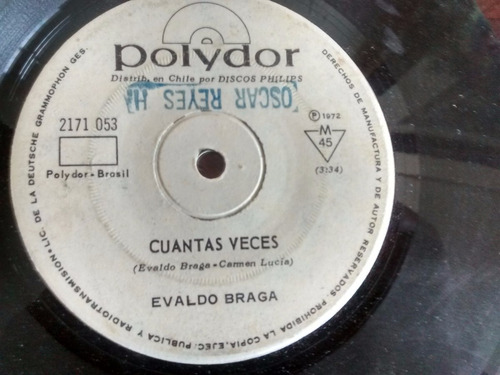 polydor
Distrib. en Chile por DISCOS PHILIPS
OSCAR REYES H
2171 053
Polydor - Brasil
Ⓟ 1972
M
45
(3:34)
CUANTAS VECES
(Evaldo Braga - Carmen Lucía)
EVALDO BRAGA
LIC. DE LA DEUTSCHE GRAMMOPHON GES.
DERECHOS DE MANUFACTURA Y DE AUTOR RESERVADOS
PROHIBIDA LA COPIA, EJEC. PUBLICA Y RADIOTRANSMISION